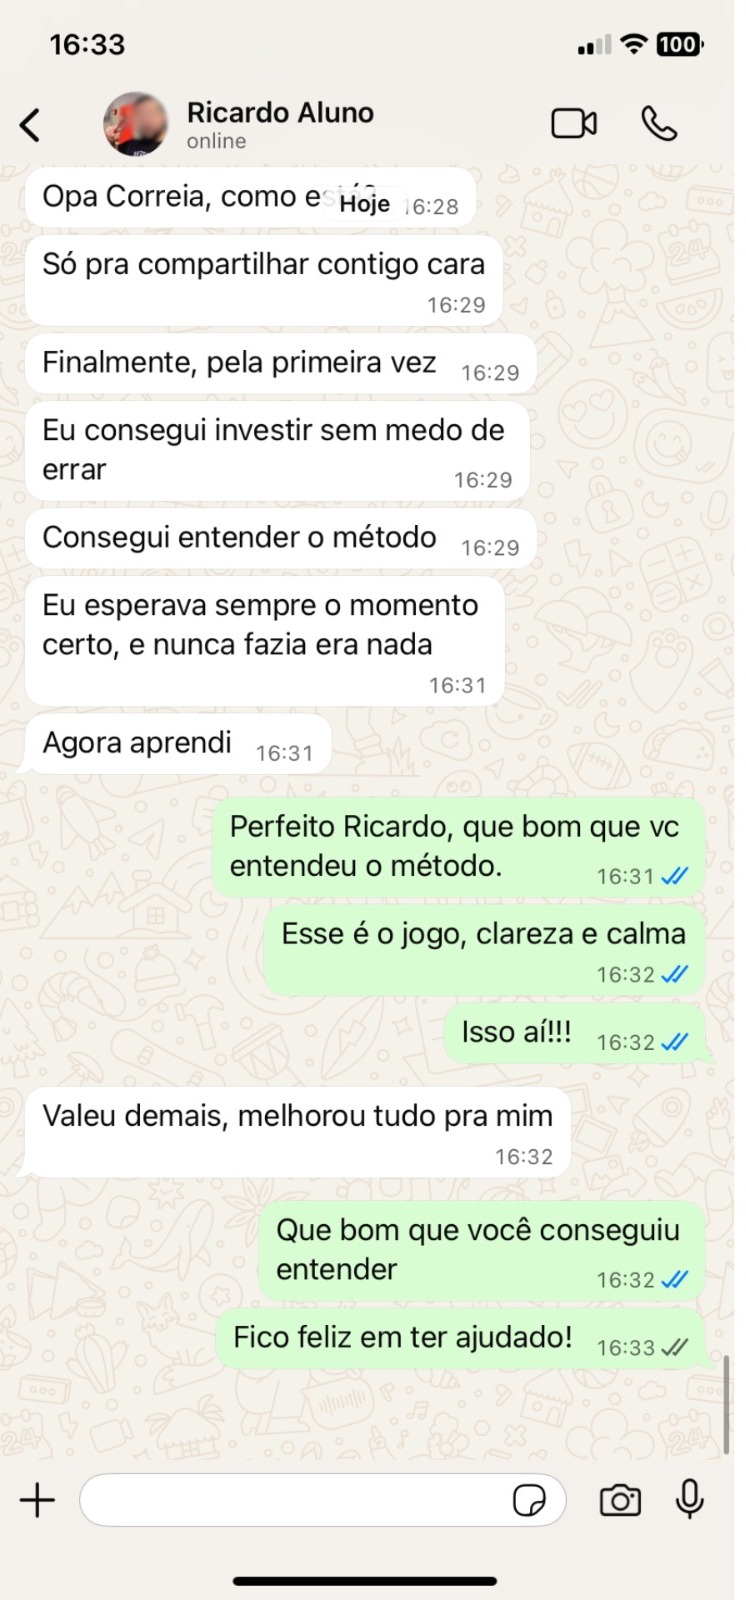 16:33
100
Ricardo Aluno
online
Opa Correia, como está?
Hoje
16:28
Só pra compartilhar contigo cara
16:29
Finalmente, pela primeira vez 16:29
Eu consegui investir sem medo de
errar 16:29
Consegui entender o método 16:29
Eu esperava sempre o momento
certo, e nunca fazia era nada
16:31
Agora aprendi 16:31
Perfeito Ricardo, que bom que vc
entendeu o método. 16:31
Esse é o jogo, clareza e calma
16:32
Isso aí!!! 16:32
Valeu demais, melhorou tudo pra mim
16:32
Que bom que você conseguiu
entender 16:32
Fico feliz em ter ajudado! 16:33